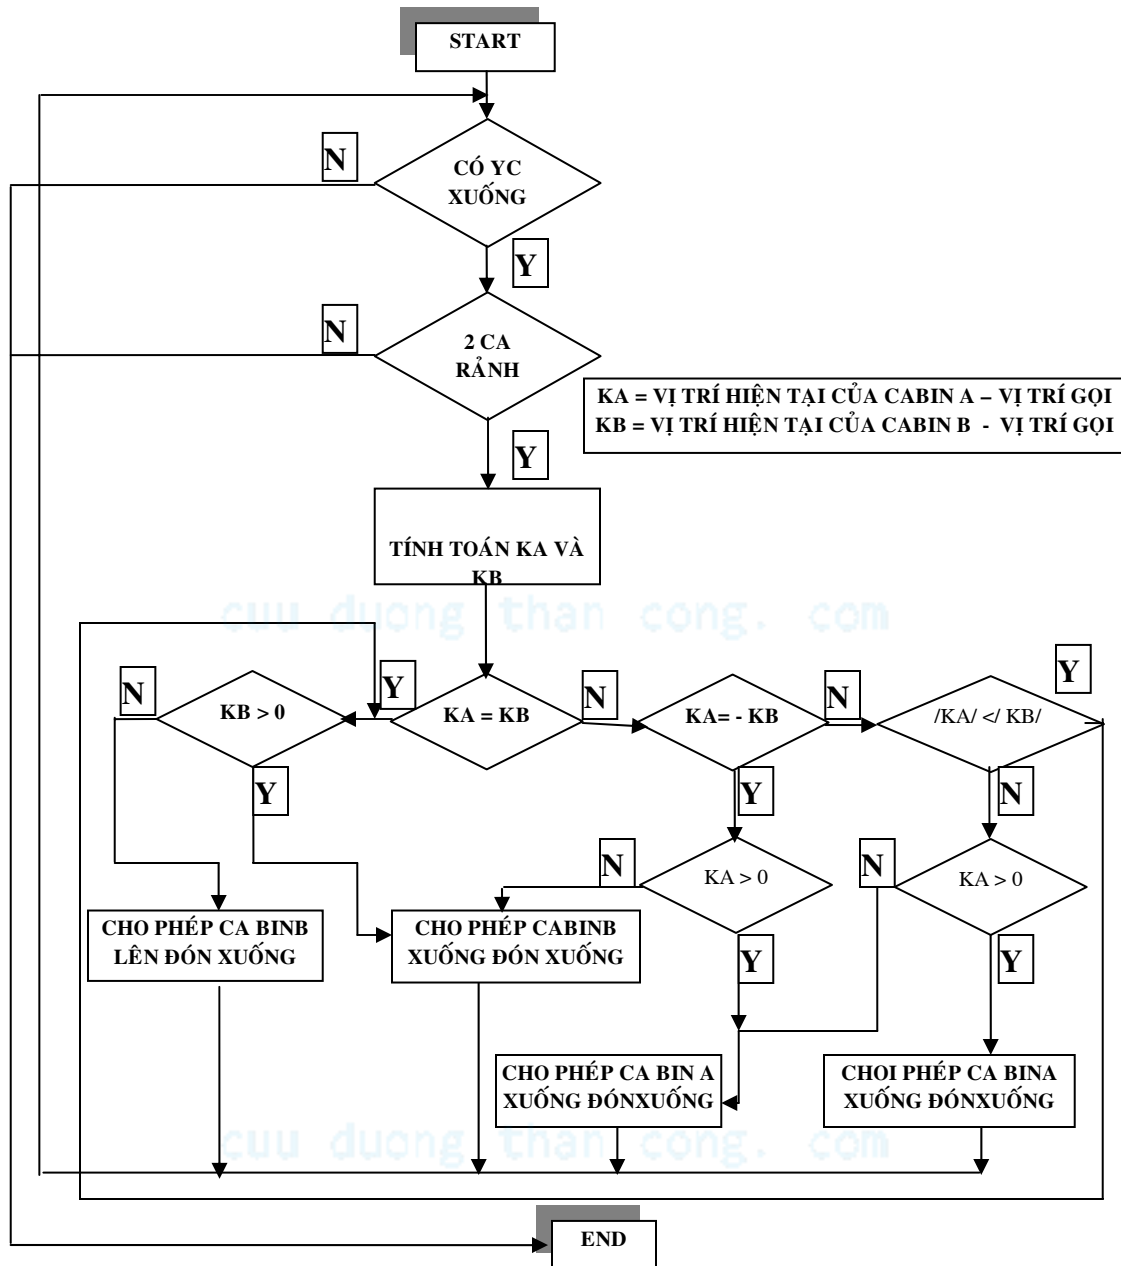 START
N
CÓ YC
XUỐNG
Y
N
2 CA
RẢNH
KA = VỊ TRÍ HIỆN TẠI CỦA CABIN A – VỊ TRÍ GỌI
KB = VỊ TRÍ HIỆN TẠI CỦA CABIN B - VỊ TRÍ GỌI
Y
TÍNH TOÁN KA VÀ
KB
cuu duong than cong. com
N
KB > 0
Y
KA = KB
N
KA= - KB
N
/KA/ </ KB/
Y
Y
Y
N
N
KA > 0
N
KA > 0
CHO PHÉP CA BINB
LÊN ĐÓN XUỐNG
CHO PHÉP CABINB
XUỐNG ĐÓN XUỐNG
Y
Y
CHO PHÉP CA BIN A
XUỐNG ĐÓNXUỐNG
CHOI PHÉP CA BINA
XUỐNG ĐÓNXUỐNG
cuu duong than cong. com
END